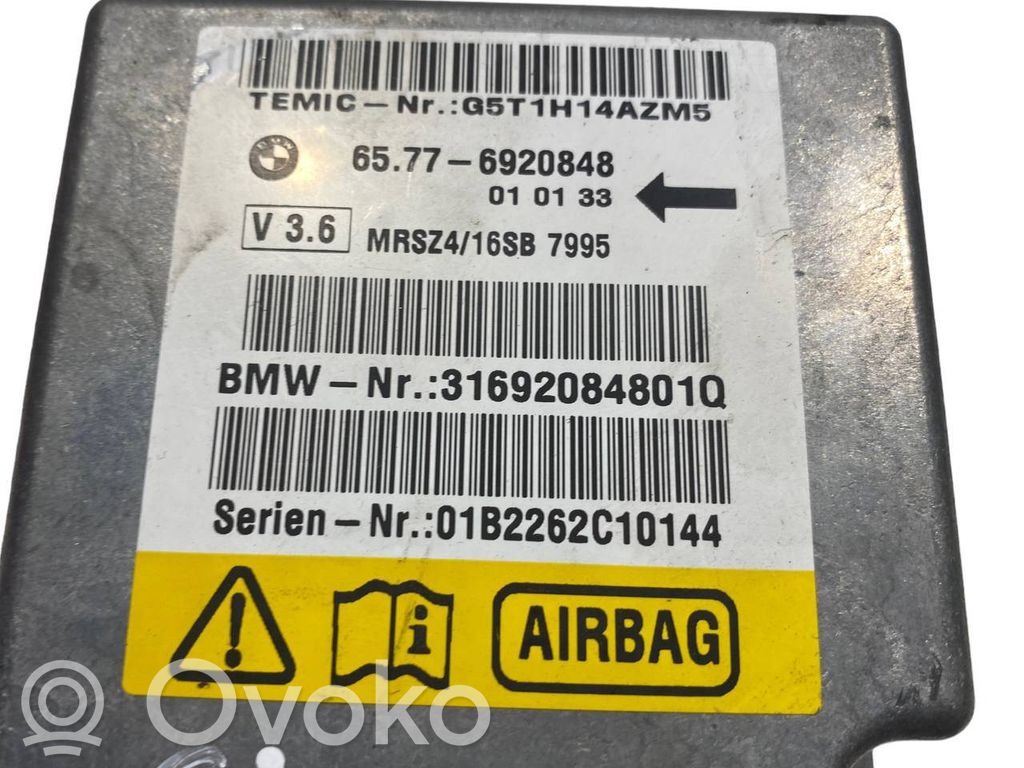 TEMIC-Nr.:G5T1H14AZM5
65.77-6920848
01 01 33
V 3.6
MRSZ4/16SB 7995
BMW-Nr.:31692084801Q
Serien-Nr.:01B2262C10144
i
AIRBAG
Ovoko